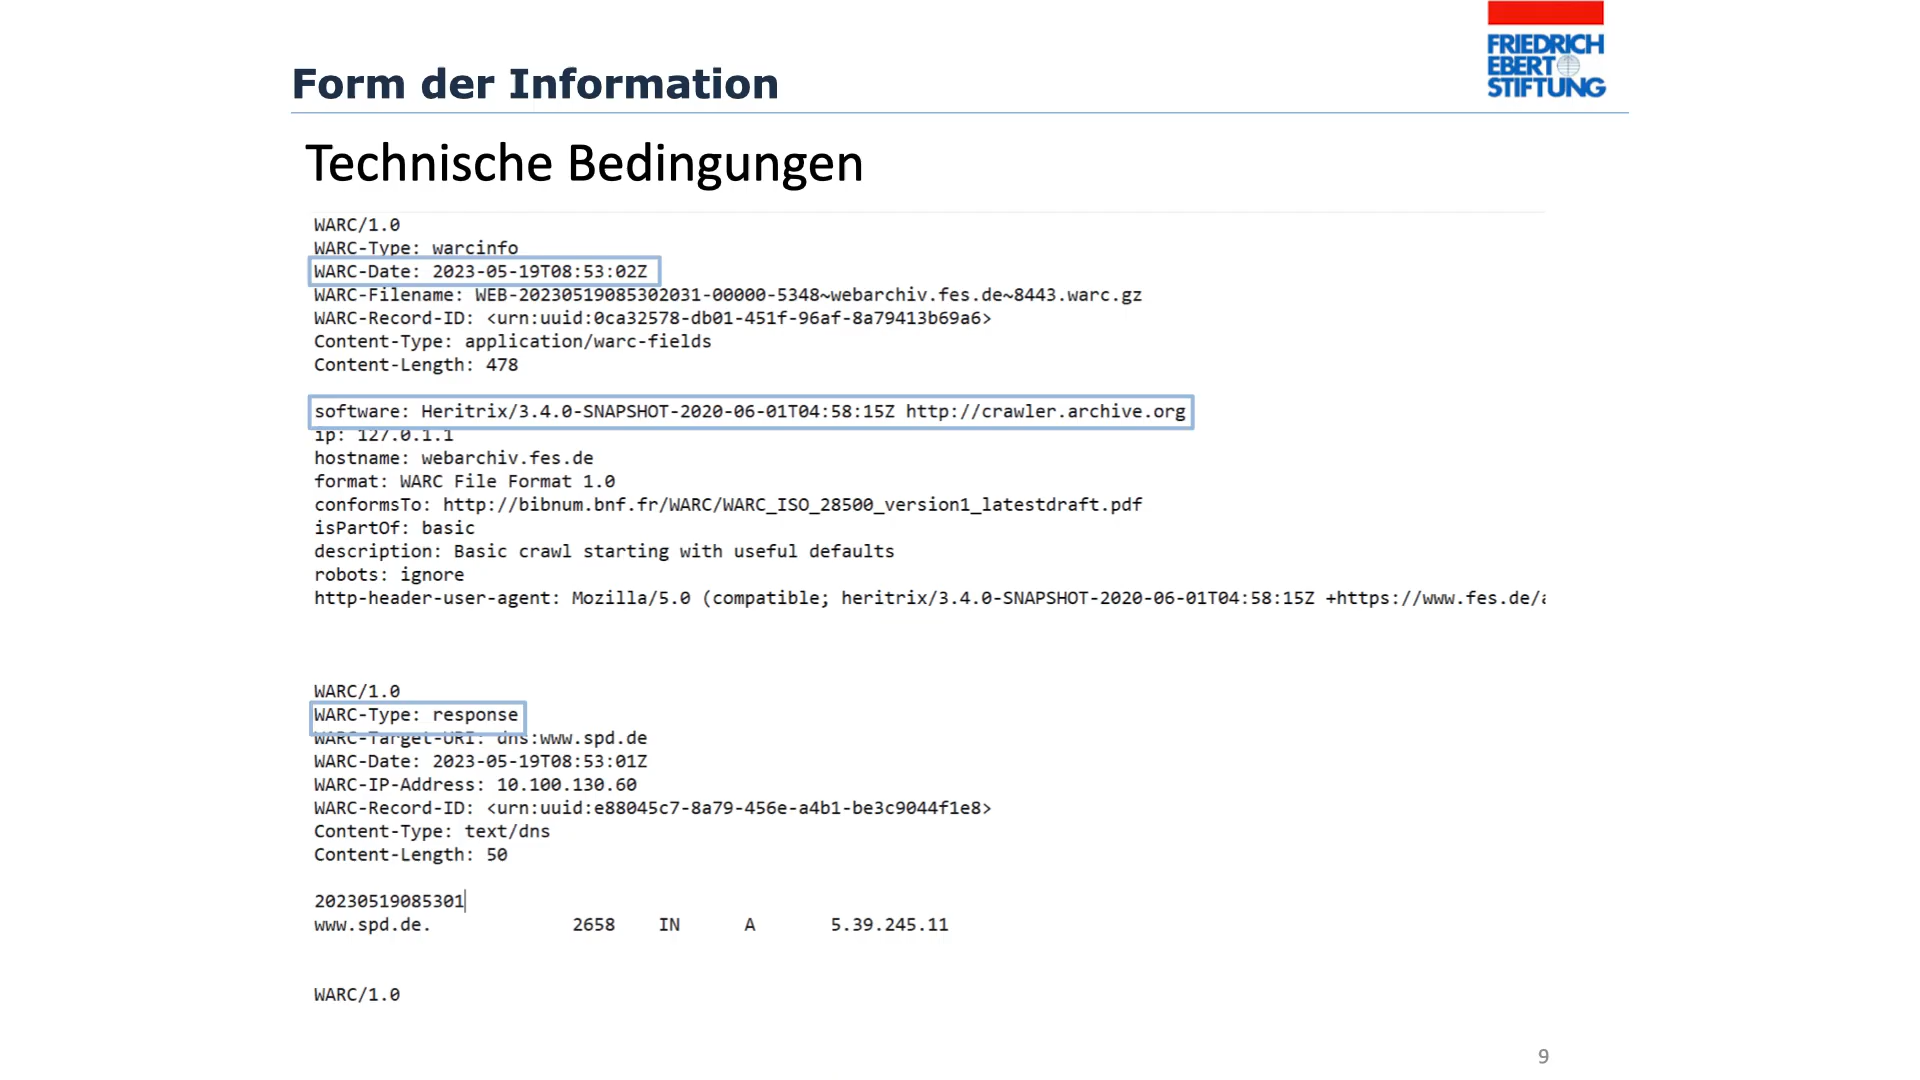 FRIEDRICH
EBERT
STIFTUNG
Form der Information
Technische Bedingungen
WARC/1.0
WARC-Type: warcinfo
WARC-Date: 2023-05-19T08:53:02Z
WARC-Filename: WEB-20230519085302031-00000-5348~webarchiv.fes.de~8443.warc.gz
WARC-Record-ID: <urn:uuid:0ca32578-db01-451f-96af-8a79413b69a6>
Content-Type: application/warc-fields
Content-Length: 478
software: Heritrix/3.4.0-SNAPSHOT-2020-06-01T04:58:15Z http://crawler.archive.org
ip: 127.0.1.1
hostname: webarchiv.fes.de
format: WARC File Format 1.0
conformsTo: http://bibnum.bnf.fr/WARC/WARC_ISO_28500_version1_latestdraft.pdf
isPartOf: basic
description: Basic crawl starting with useful defaults
robots: ignore
http-header-user-agent: Mozilla/5.0 (compatible; heritrix/3.4.0-SNAPSHOT-2020-06-01T04:58:15Z +https://www.fes.de/
WARC/1.0
WARC-Type: response
WARC-Target-URI: dns:www.spd.de
WARC-Date: 2023-05-19T08:53:01Z
WARC-IP-Address: 10.100.130.60
WARC-Record-ID: <urn:uuid:e88045c7-8a79-456e-a4b1-be3c9044f1e8>
Content-Type: text/dns
Content-Length: 50
20230519085301
www.spd.de. 2658 IN A 5.39.245.11
WARC/1.0
9